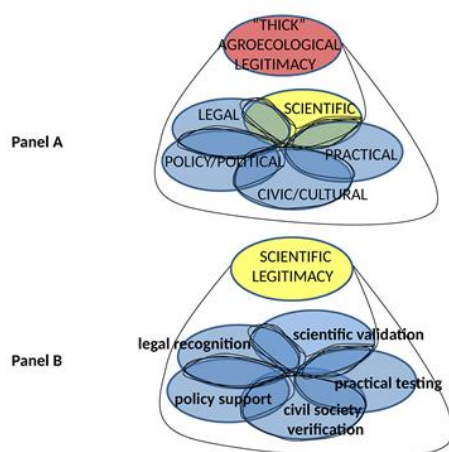 “THICK”
AGROECOLOGICAL
LEGITIMACY
LEGAL
SCIENTIFIC
Panel A
POLICY/POLITICAL
PRACTICAL
CIVIC/CULTURAL
SCIENTIFIC
LEGITIMACY
legal recognition
scientific validation
Panel B
practical testing
policy support
civil society
verification